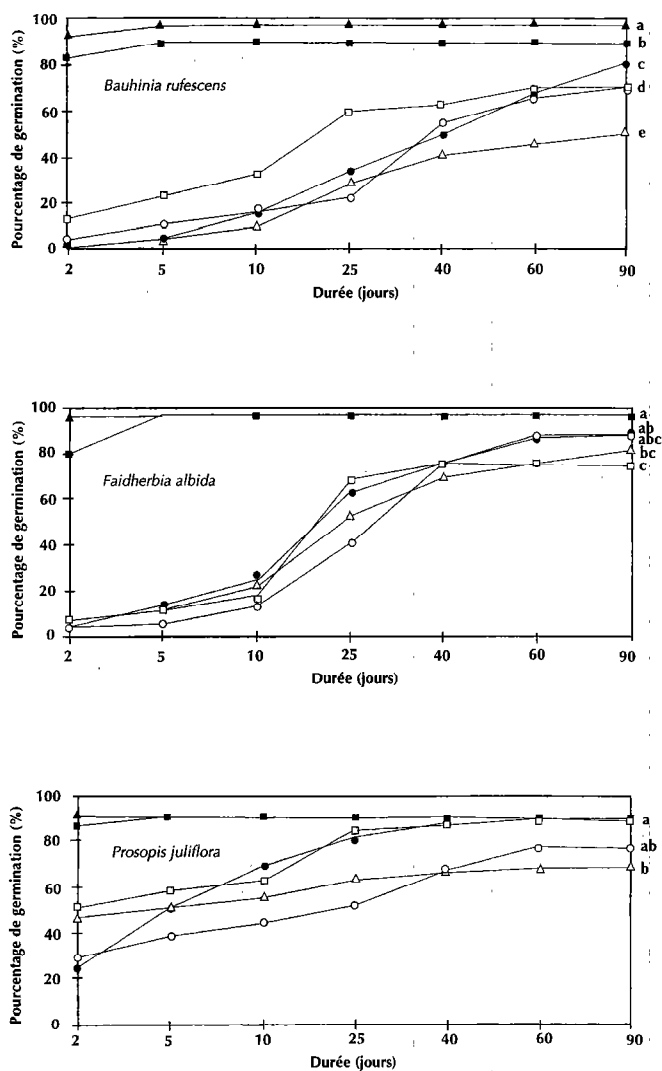 Pourcentage de germination (%)
100
80
60
40
20
0
Bauhinia rufescens
a
b
c
d
e
2 5 10 25 40 60 90
Durée (jours)
Pourcentage de germination (%)
100
80
60
40
20
0
Faidherbia albida
a
ab
abc
bc
c
2 5 10 25 40 60 90
Durée (jours)
Pourcentage de germination (%)
100
80
60
40
20
0
Prosopis juliflora
a
ab
b
2 5 10 25 40 60 90
Durée (jours)